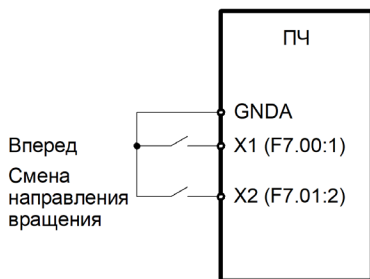 ПЧ
GNDA
Вперед
X1 (F7.00:1)
Смена
направления
вращения
X2 (F7.01:2)